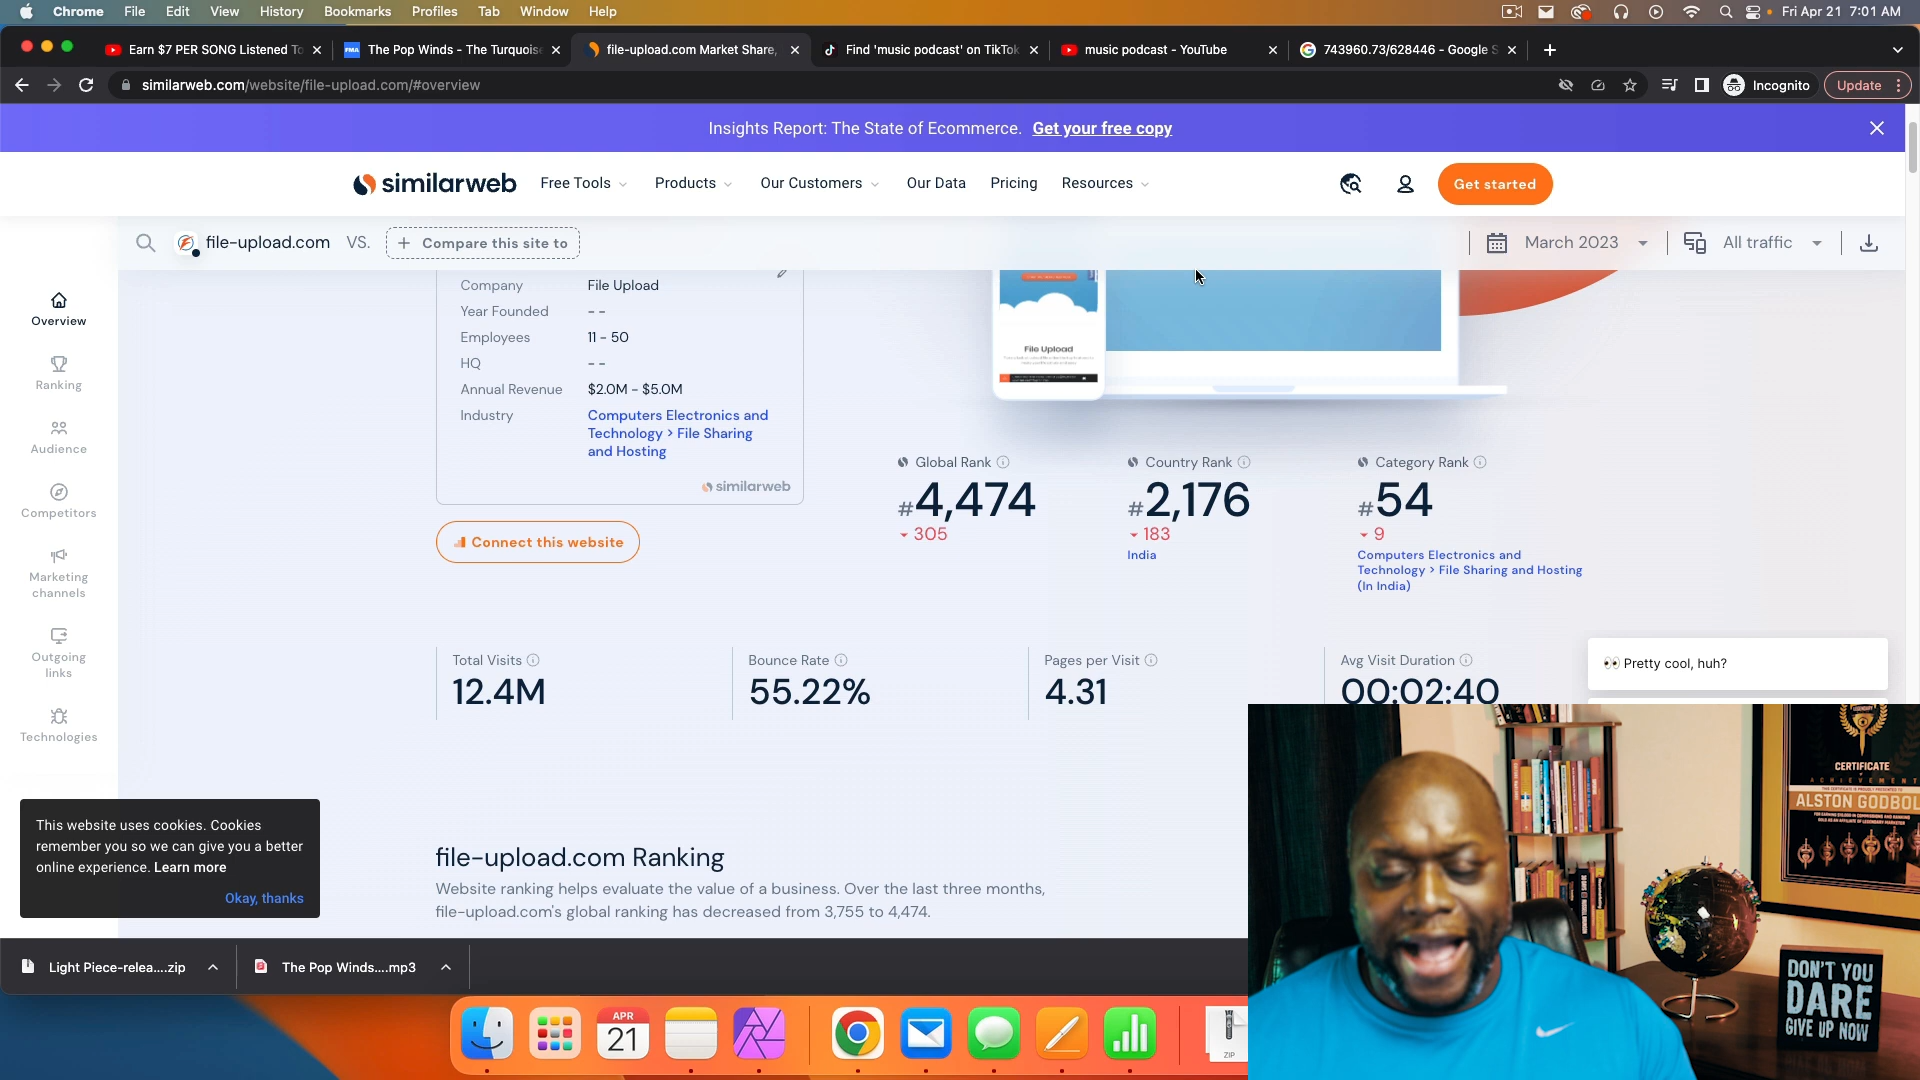 Chrome File Edit View History Bookmarks Profiles Tab Window Help
Fri Apr 21 7:01 AM
Earn $7 PER SONG Listened To
The Pop Winds - The Turquoise
file-upload.com Market Share,
Find 'music podcast' on TikTok
music podcast - YouTube
743960.73/628446 - Google S
similarweb.com/website/file-upload.com/#overview
Incognito
Update
Insights Report: The State of Ecommerce. Get your free copy
similarweb
Free Tools
Products
Our Customers
Our Data
Pricing
Resources
Get started
file-upload.com
VS.
+ Compare this site to
March 2023
All traffic
Overview
Ranking
Audience
Competitors
Marketing
channels
Outgoing
links
Technologies
Company File Upload
Year Founded - -
Employees 11 - 50
HQ - -
Annual Revenue $2.0M - $5.0M
Industry Computers Electronics and
Technology > File Sharing
and Hosting
similarweb
Connect this website
File Upload
Global Rank
#4,474
305
Country Rank
#2,176
183
India
Category Rank
#54
9
Computers Electronics and
Technology > File Sharing and Hosting
(In India)
Total Visits
12.4M
Bounce Rate
55.22%
Pages per Visit
4.31
Avg Visit Duration
00:02:40
👀 Pretty cool, huh?
file-upload.com Ranking
Website ranking helps evaluate the value of a business. Over the last three months,
file-upload.com's global ranking has decreased from 3,755 to 4,474.
This website uses cookies. Cookies
remember you so we can give you a better
online experience. Learn more
Okay, thanks
Light Piece-relea....zip
The Pop Winds....mp3
APR
21
ZIP
CERTIFICATE
ACHIEVEMENT
ALSTON GODBOL
DON'T YOU
DARE
GIVE UP NOW